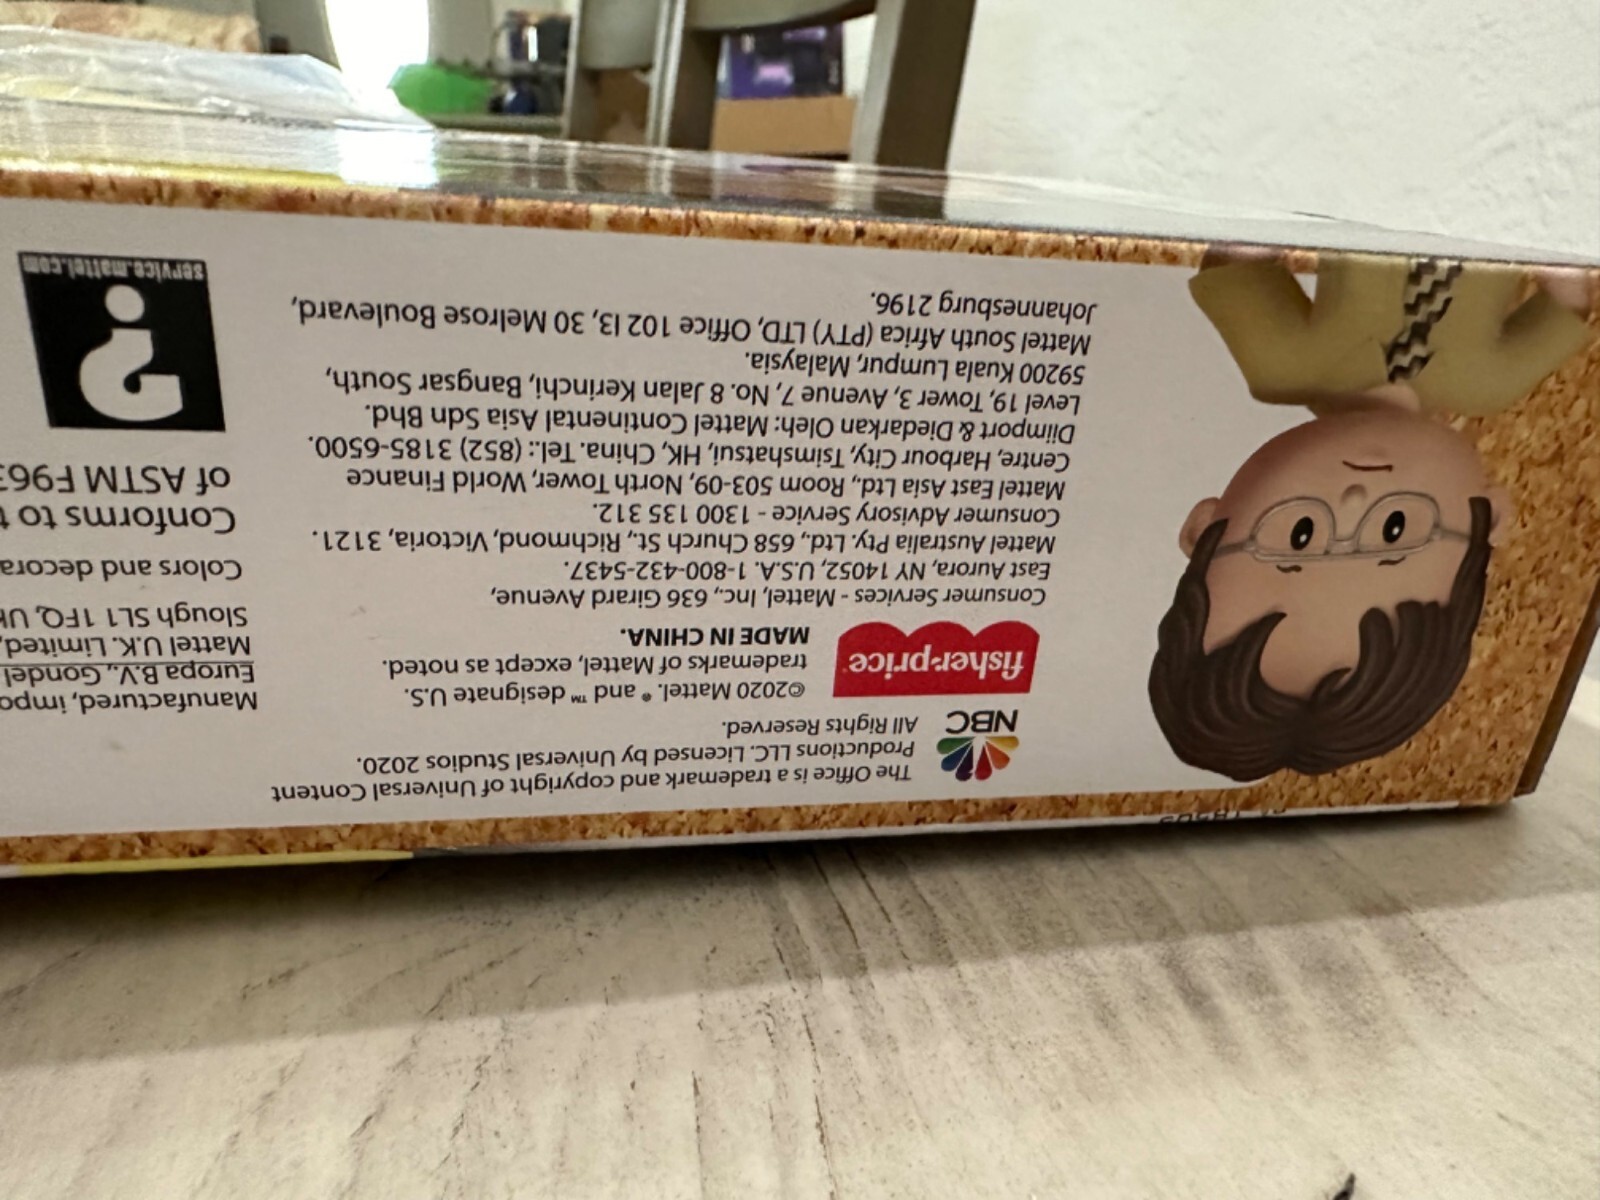 The Office is a trademark and copyright of Universal Content
Productions LLC. Licensed by Universal Studios 2020.
All Rights Reserved.
NBC
©2020 Mattel. ® and ™ designate U.S.
trademarks of Mattel, except as noted.
MADE IN CHINA.
fisher-price
Consumer Services - Mattel, Inc., 636 Girard Avenue,
East Aurora, NY 14052, U.S.A. 1-800-432-5437.
Mattel Australia Pty. Ltd., 658 Church St., Richmond, Victoria, 3121.
Consumer Advisory Service - 1300 135 312.
Mattel East Asia Ltd., Room 503-09, North Tower, World Finance
Centre, Harbour City, Tsimshatsui, HK, China. Tel.: (852) 3185-6500.
Diimport & Diedarkan Oleh: Mattel Continental Asia Sdn Bhd.
Level 19, Tower 3, Avenue 7, No. 8 Jalan Kerinchi, Bangsar South,
59200 Kuala Lumpur, Malaysia.
Mattel South Africa (PTY) LTD, Office 102 I3, 30 Melrose Boulevard,
Johannesburg 2196.
Manufactured,
Europa B.V., Gondel
Mattel U.K. Limited,
Slough SL1 1FQ,
Colors and
Conforms to
of ASTM
?
service.mattel.com